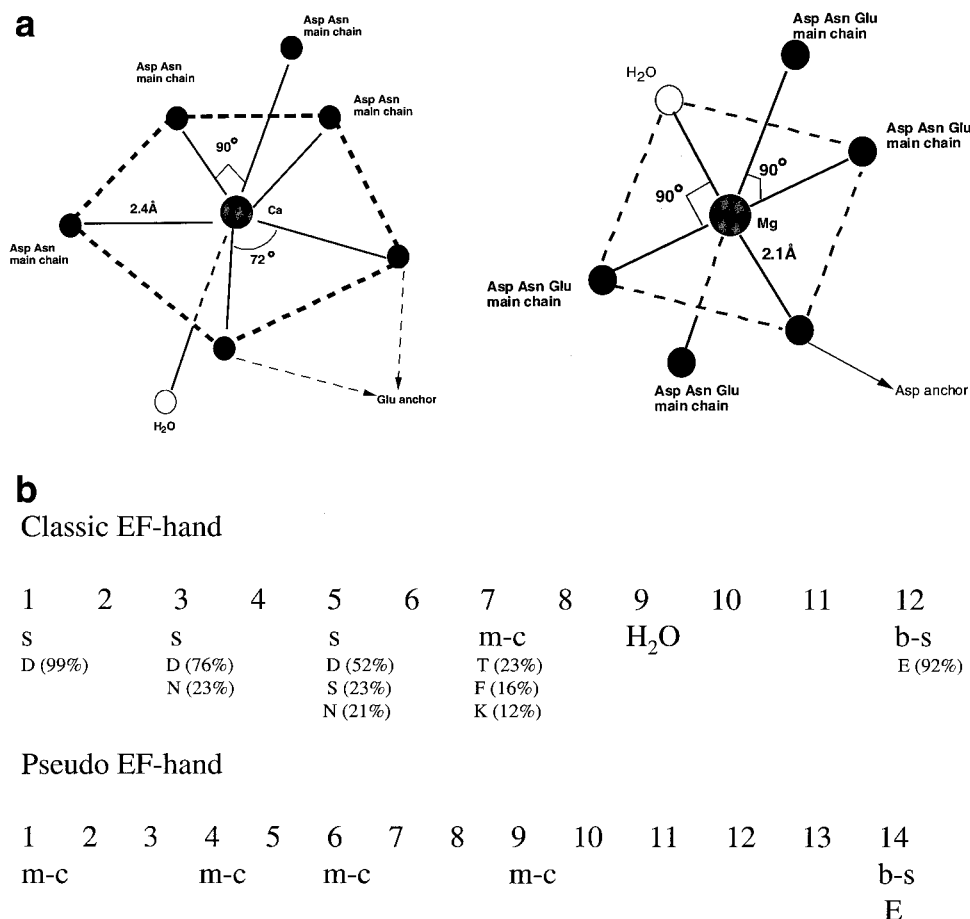 a
Asp Asn
main chain
Asp Asn
main chain
Asp Asn
main chain
90°
2.4Å
Ca
Asp Asn
main chain
72°
Glu anchor
H₂O
Asp Asn Glu
main chain
H₂O
Asp Asn Glu
main chain
90°
90°
Mg
2.1Å
Asp Asn Glu
main chain
Asp Asn Glu
main chain
Asp anchor
b
Classic EF-hand
1 2 3 4 5 6 7 8 9 10 11 12
s s s m-c H₂O b-s
D (99%) D (76%) D (52%) T (23%) E (92%)
N (23%) S (23%) F (16%)
N (21%) K (12%)
Pseudo EF-hand
1 2 3 4 5 6 7 8 9 10 11 12 13 14
m-c m-c m-c m-c b-s
E